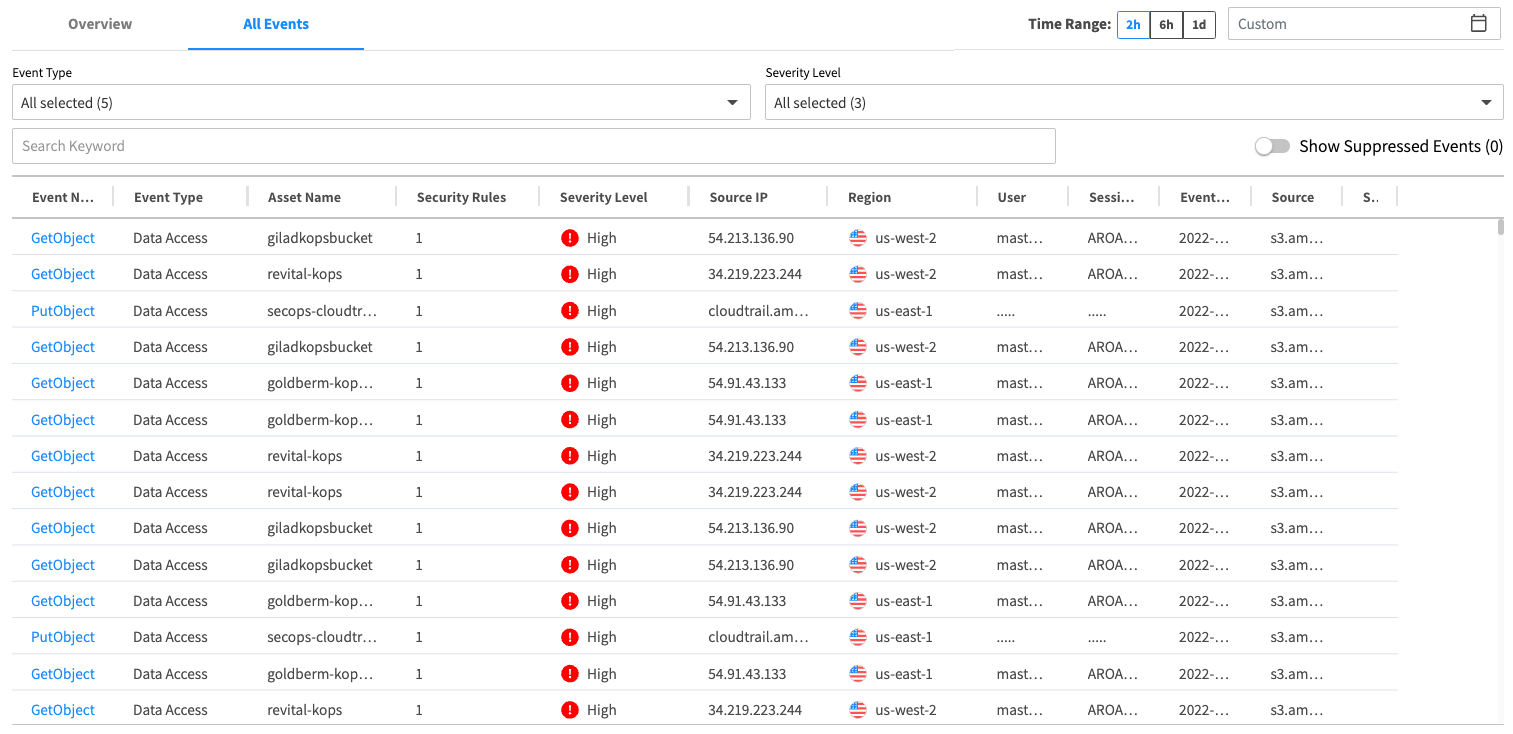 Overview All Events Time Range: 2h 6h 1d Custom
Event Type Severity Level
All selected (5) All selected (3)
Search Keyword Show Suppressed Events (0)
Event N... Event Type Asset Name Security Rules Severity Level Source IP Region User Sessi... Event... Source S..
GetObject Data Access giladkopsbucket 1 High 54.213.136.90 us-west-2 mast... AROA... 2022-... s3.am...
GetObject Data Access revital-kops 1 High 34.219.223.244 us-west-2 mast... AROA... 2022-... s3.am...
PutObject Data Access secops-cloudtr... 1 High cloudtrail.am... us-east-1 ..... ..... 2022-... s3.am...
GetObject Data Access giladkopsbucket 1 High 54.213.136.90 us-west-2 mast... AROA... 2022-... s3.am...
GetObject Data Access goldberm-kop... 1 High 54.91.43.133 us-east-1 mast... AROA... 2022-... s3.am...
GetObject Data Access goldberm-kop... 1 High 54.91.43.133 us-east-1 mast... AROA... 2022-... s3.am...
GetObject Data Access revital-kops 1 High 34.219.223.244 us-west-2 mast... AROA... 2022-... s3.am...
GetObject Data Access revital-kops 1 High 34.219.223.244 us-west-2 mast... AROA... 2022-... s3.am...
GetObject Data Access giladkopsbucket 1 High 54.213.136.90 us-west-2 mast... AROA... 2022-... s3.am...
GetObject Data Access giladkopsbucket 1 High 54.213.136.90 us-west-2 mast... AROA... 2022-... s3.am...
GetObject Data Access goldberm-kop... 1 High 54.91.43.133 us-east-1 mast... AROA... 2022-... s3.am...
PutObject Data Access secops-cloudtr... 1 High cloudtrail.am... us-east-1 ..... ..... 2022-... s3.am...
GetObject Data Access goldberm-kop... 1 High 54.91.43.133 us-east-1 mast... AROA... 2022-... s3.am...
GetObject Data Access revital-kops 1 High 34.219.223.244 us-west-2 mast... AROA... 2022-... s3.am...